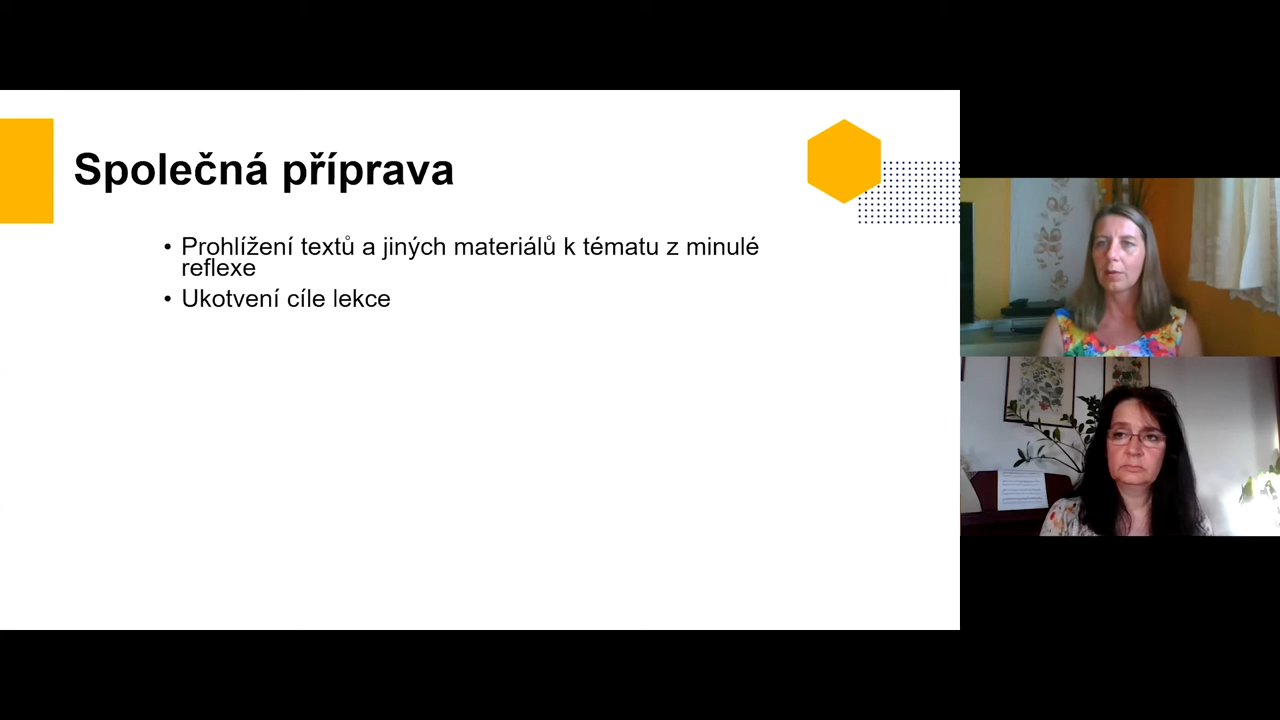 Společná příprava
• Prohlížení textů a jiných materiálů k tématu z minulé
reflexe
• Ukotvení cíle lekce